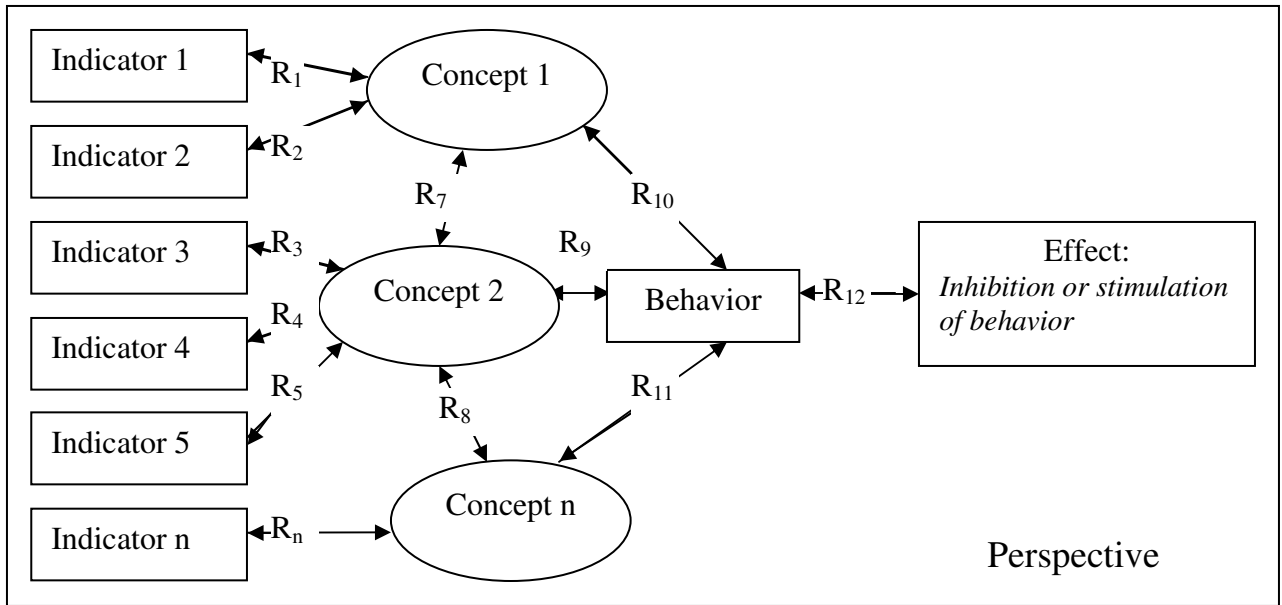 Indicator 1
R1
Concept 1
Indicator 2
R2
R7
R10
Indicator 3
R3
R9
Effect:
Concept 2
Behavior
R12
Inhibition or stimulation
of behavior
Indicator 4
R4
R5
R8
R11
Indicator 5
Concept n
Indicator n
Rn
Perspective